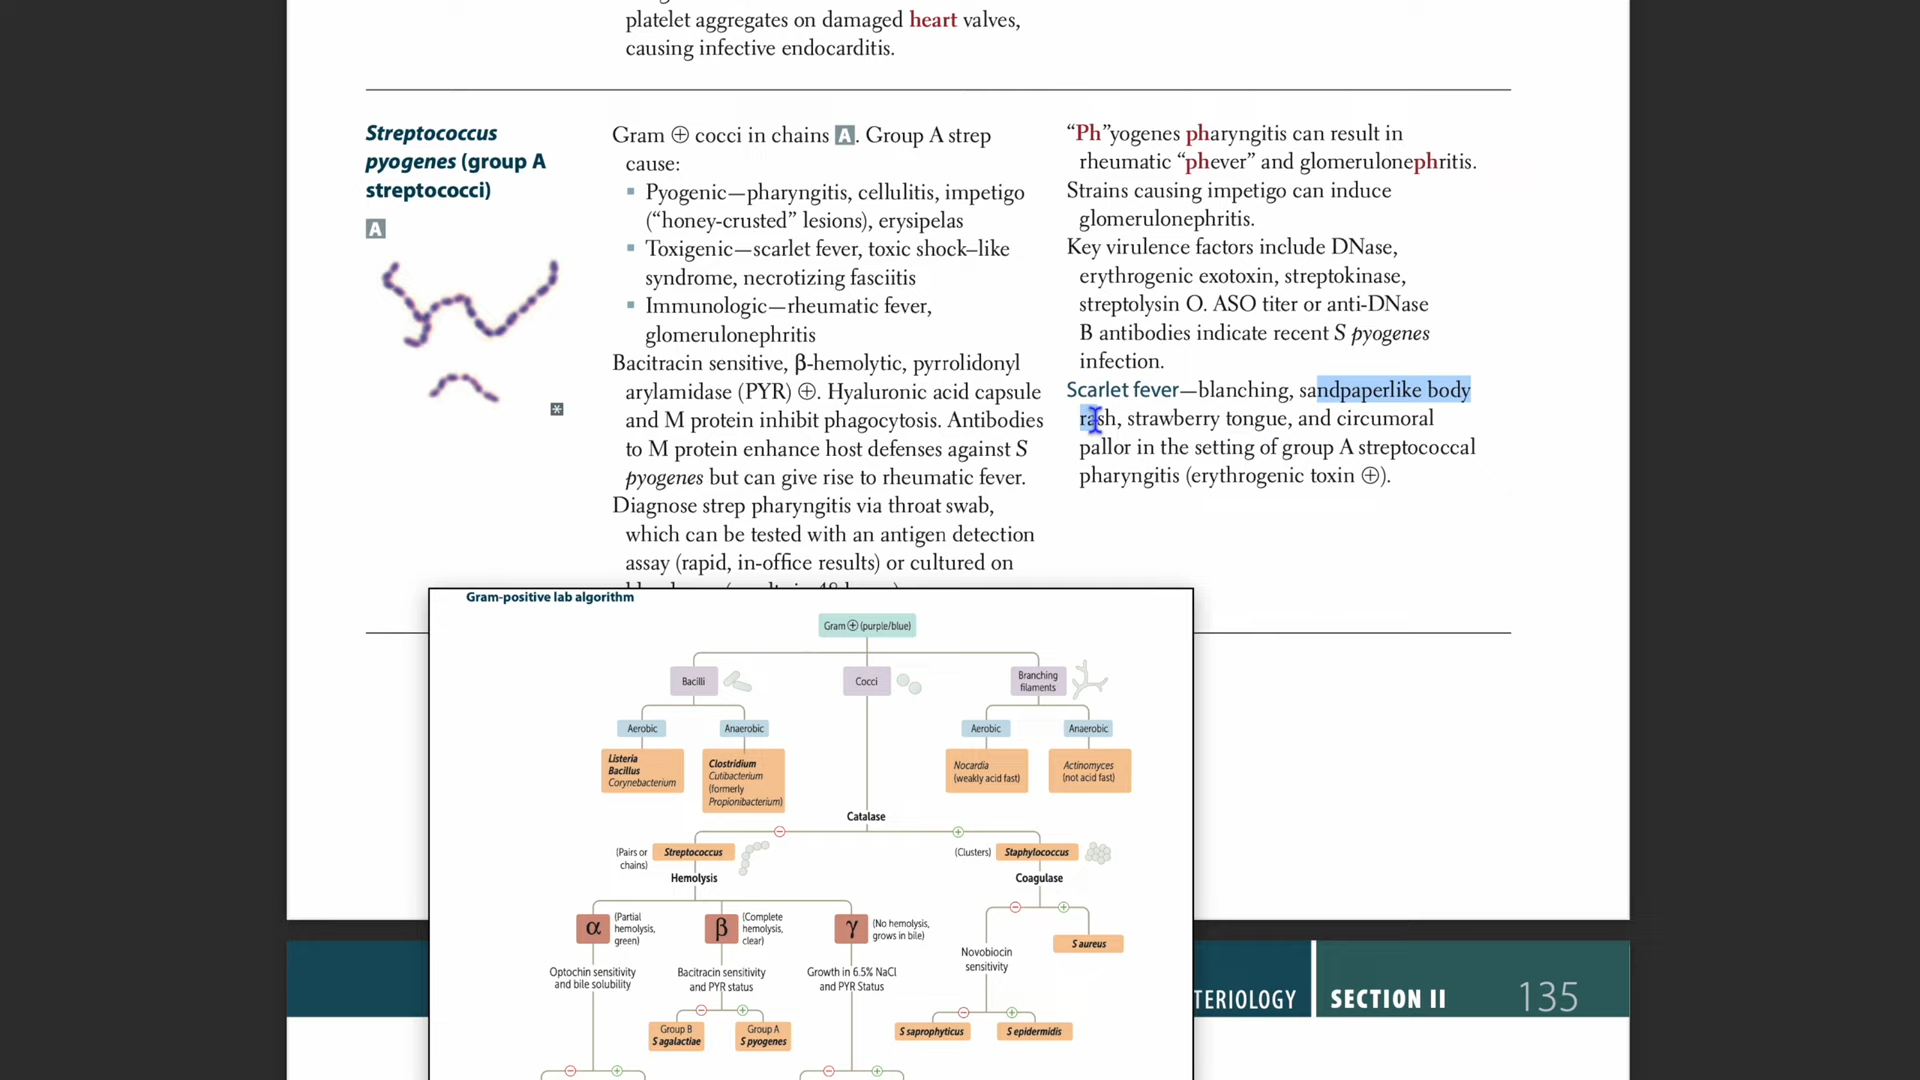 platelet aggregates on damaged heart valves,
causing infective endocarditis.
Streptococcus
pyogenes (group A
streptococci)
A
Gram ⊕ cocci in chains A. Group A strep
cause:
▪ Pyogenic—pharyngitis, cellulitis, impetigo
(“honey-crusted” lesions), erysipelas
▪ Toxigenic—scarlet fever, toxic shock–like
syndrome, necrotizing fasciitis
▪ Immunologic—rheumatic fever,
glomerulonephritis
Bacitracin sensitive, β-hemolytic, pyrrolidonyl
arylamidase (PYR) ⊕. Hyaluronic acid capsule
and M protein inhibit phagocytosis. Antibodies
to M protein enhance host defenses against S
pyogenes but can give rise to rheumatic fever.
Diagnose strep pharyngitis via throat swab,
which can be tested with an antigen detection
assay (rapid, in-office results) or cultured on
“Ph”yogenes pharyngitis can result in
rheumatic “phever” and glomerulonephritis.
Strains causing impetigo can induce
glomerulonephritis.
Key virulence factors include DNase,
erythrogenic exotoxin, streptokinase,
streptolysin O. ASO titer or anti-DNase
B antibodies indicate recent S pyogenes
infection.
Scarlet fever—blanching, sandpaperlike body
rash, strawberry tongue, and circumoral
pallor in the setting of group A streptococcal
pharyngitis (erythrogenic toxin ⊕).
Gram-positive lab algorithm
Gram ⊕ (purple/blue)
Bacilli
Cocci
Branching
filaments
Aerobic
Anaerobic
Aerobic
Anaerobic
Listeria
Bacillus
Corynebacterium
Clostridium
Cutibacterium
(formerly
Propionibacterium)
Nocardia
(weakly acid fast)
Actinomyces
(not acid fast)
Catalase
(Pairs or
chains)
Streptococcus
(Clusters)
Staphylococcus
Hemolysis
Coagulase
α
(Partial
hemolysis,
green)
β
(Complete
hemolysis,
clear)
γ
(No hemolysis,
grows in bile)
S aureus
Novobiocin
sensitivity
Optochin sensitivity
and bile solubility
Bacitracin sensitivity
and PYR status
Growth in 6.5% NaCl
and PYR Status
Group B
S agalactiae
Group A
S pyogenes
S saprophyticus
S epidermidis
TERIOLOGY
SECTION II
135